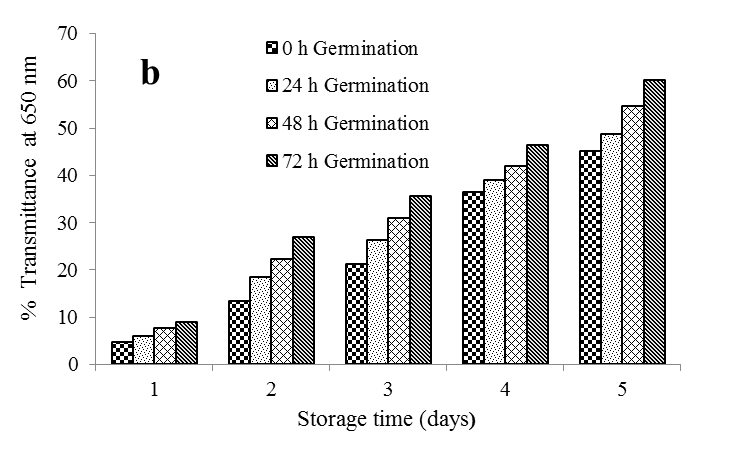 b
0 h Germination
24 h Germination
48 h Germination
72 h Germination
% Transmittance at 650 nm
70
60
50
40
30
20
10
0
1 2 3 4 5
Storage time (days)